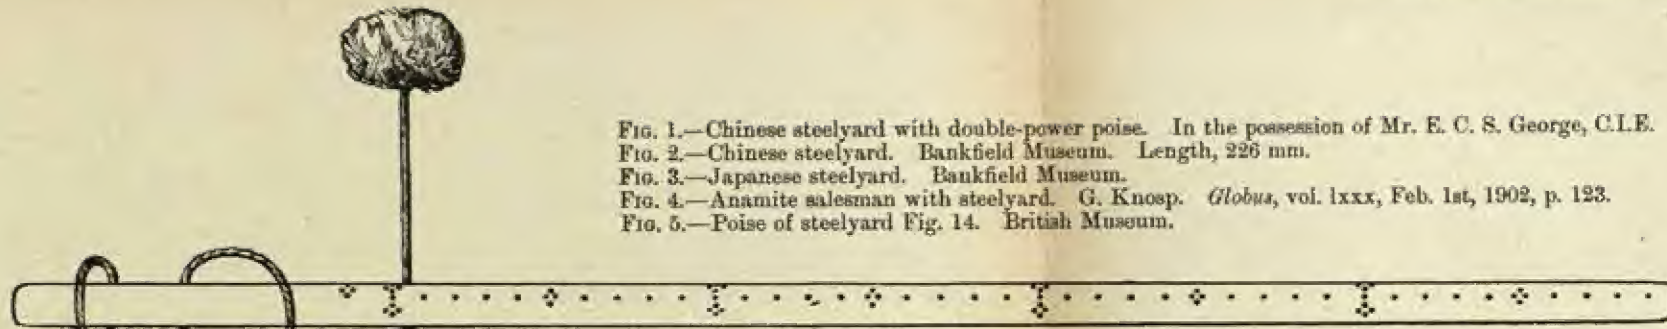 FIG. 1.—Chinese steelyard with double-power poise. In the possession of Mr. E. C. S. George, C.I.E.
FIG. 2.—Chinese steelyard. Bankfield Museum. Length, 226 mm.
FIG. 3.—Japanese steelyard. Bankfield Museum.
FIG. 4.—Anamite salesman with steelyard. G. Knosp. Globus, vol. lxxx, Feb. 1st, 1902, p. 123.
FIG. 5.—Poise of steelyard Fig. 14. British Museum.